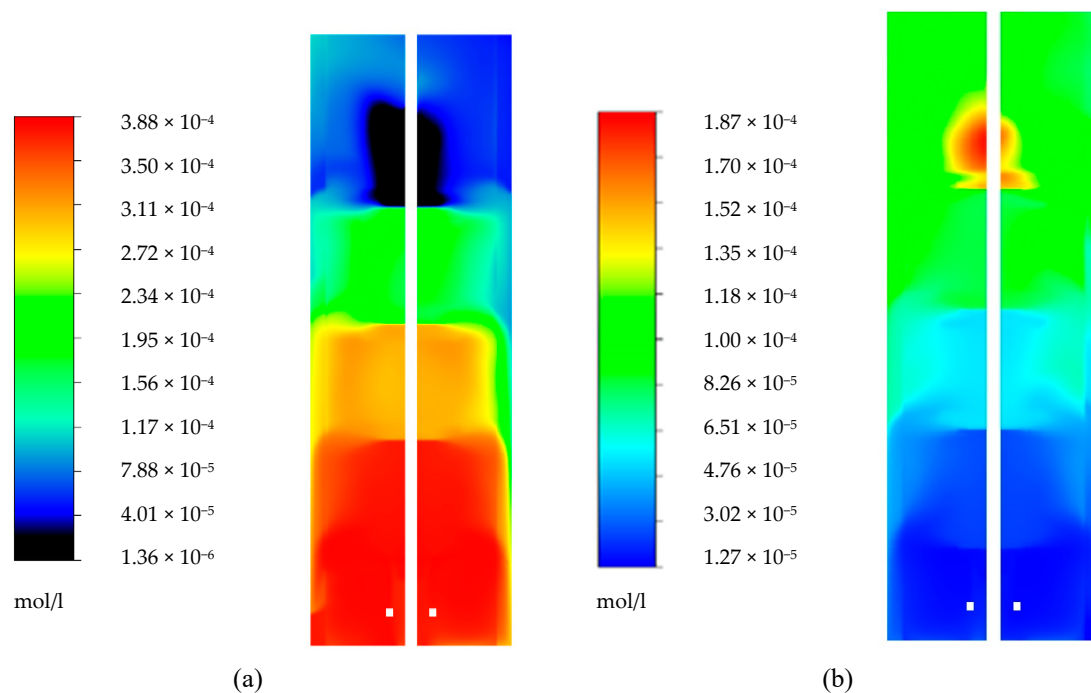 3.88 × 10⁻⁴
3.50 × 10⁻⁴
3.11 × 10⁻⁴
2.72 × 10⁻⁴
2.34 × 10⁻⁴
1.95 × 10⁻⁴
1.56 × 10⁻⁴
1.17 × 10⁻⁴
7.88 × 10⁻⁵
4.01 × 10⁻⁵
1.36 × 10⁻⁶
mol/l
(a)
1.87 × 10⁻⁴
1.70 × 10⁻⁴
1.52 × 10⁻⁴
1.35 × 10⁻⁴
1.18 × 10⁻⁴
1.00 × 10⁻⁴
8.26 × 10⁻⁵
6.51 × 10⁻⁵
4.76 × 10⁻⁵
3.02 × 10⁻⁵
1.27 × 10⁻⁵
mol/l
(b)